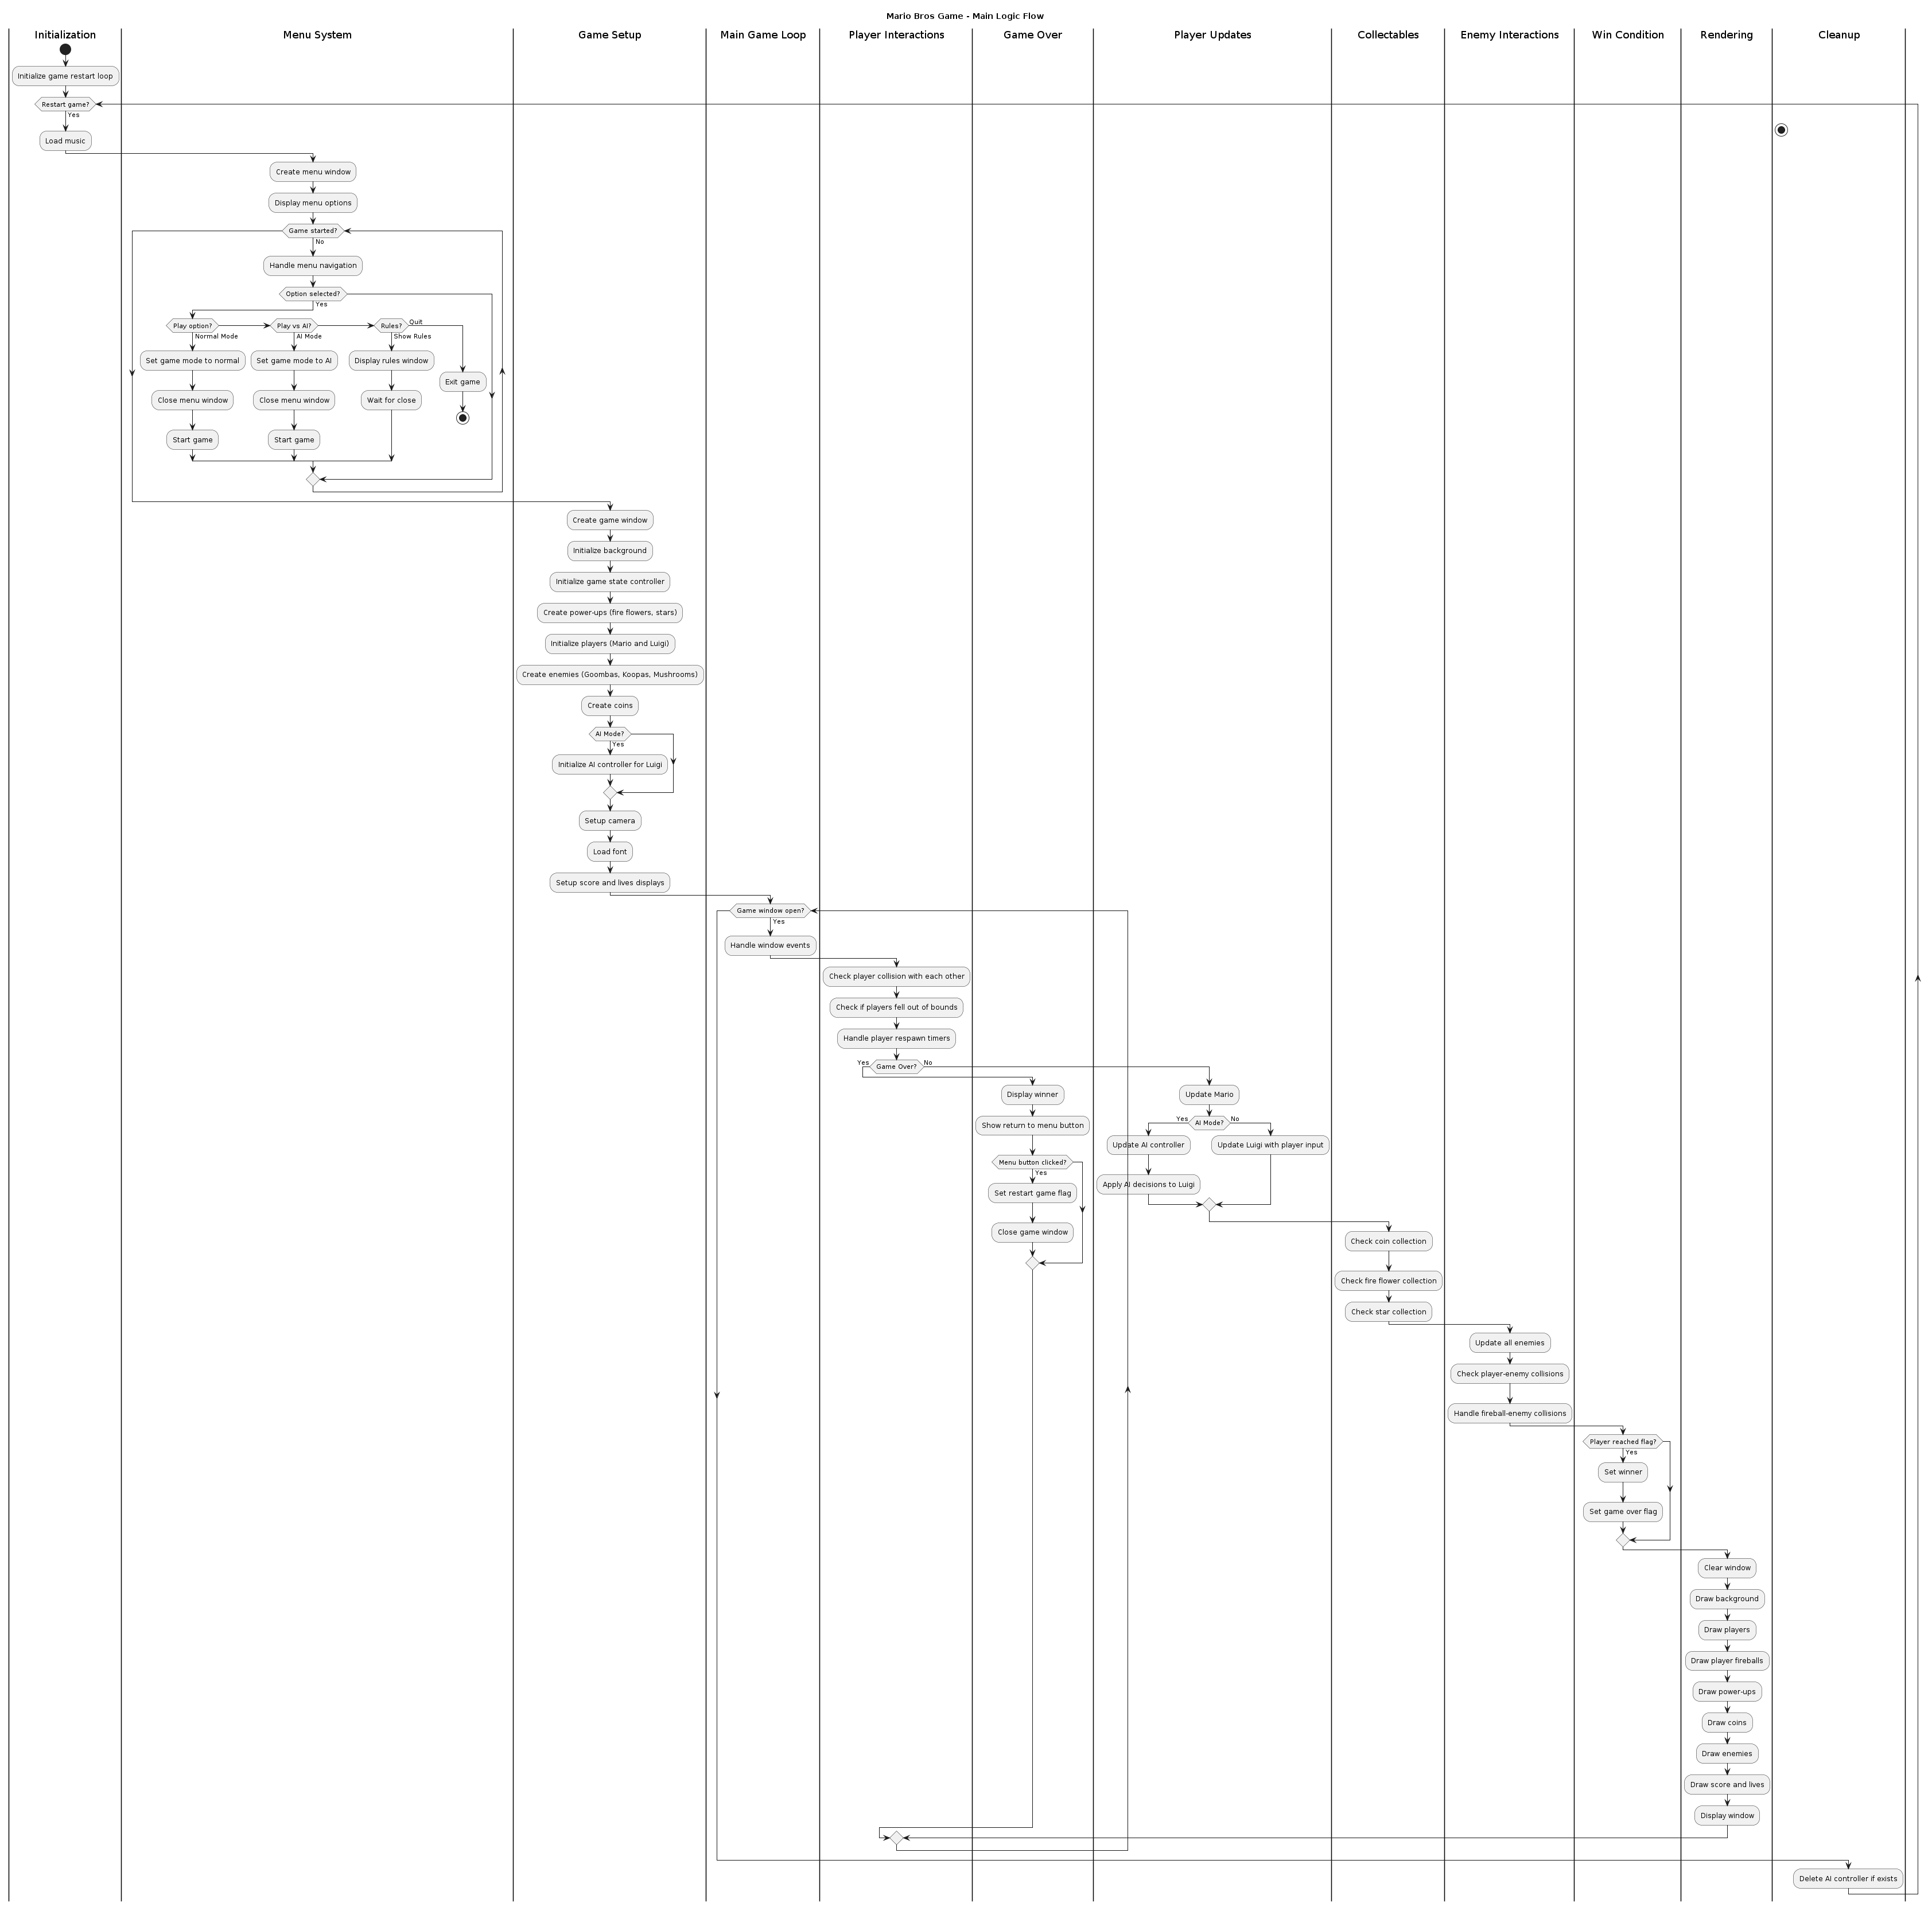 Mario Bros Game - Main Logic Flow
Initialization
Menu System
Game Setup
Main Game Loop
Player Interactions
Game Over
Player Updates
Collectables
Enemy Interactions
Win Condition
Rendering
Cleanup
Initialize game restart loop
Restart game?
Yes
Load music
Create menu window
Display menu options
Game started?
No
Handle menu navigation
Option selected?
Yes
Play option?
Normal Mode
Set game mode to normal
Close menu window
Start game
Play vs AI?
AI Mode
Set game mode to AI
Close menu window
Start game
Rules?
Show Rules
Display rules window
Wait for close
Quit
Exit game
Create game window
Initialize background
Initialize game state controller
Create power-ups (fire flowers, stars)
Initialize players (Mario and Luigi)
Create enemies (Goombas, Koopas, Mushrooms)
Create coins
AI Mode?
Yes
Initialize AI controller for Luigi
Setup camera
Load font
Setup score and lives displays
Game window open?
Yes
Handle window events
Check player collision with each other
Check if players fell out of bounds
Handle player respawn timers
Yes
Game Over?
No
Display winner
Show return to menu button
Menu button clicked?
Yes
Set restart game flag
Close game window
Update Mario
Yes
AI Mode?
No
Update AI controller
Apply AI decisions to Luigi
Update Luigi with player input
Check coin collection
Check fire flower collection
Check star collection
Update all enemies
Check player-enemy collisions
Handle fireball-enemy collisions
Player reached flag?
Yes
Set winner
Set game over flag
Clear window
Draw background
Draw players
Draw player fireballs
Draw power-ups
Draw coins
Draw enemies
Draw score and lives
Display window
Delete AI controller if exists